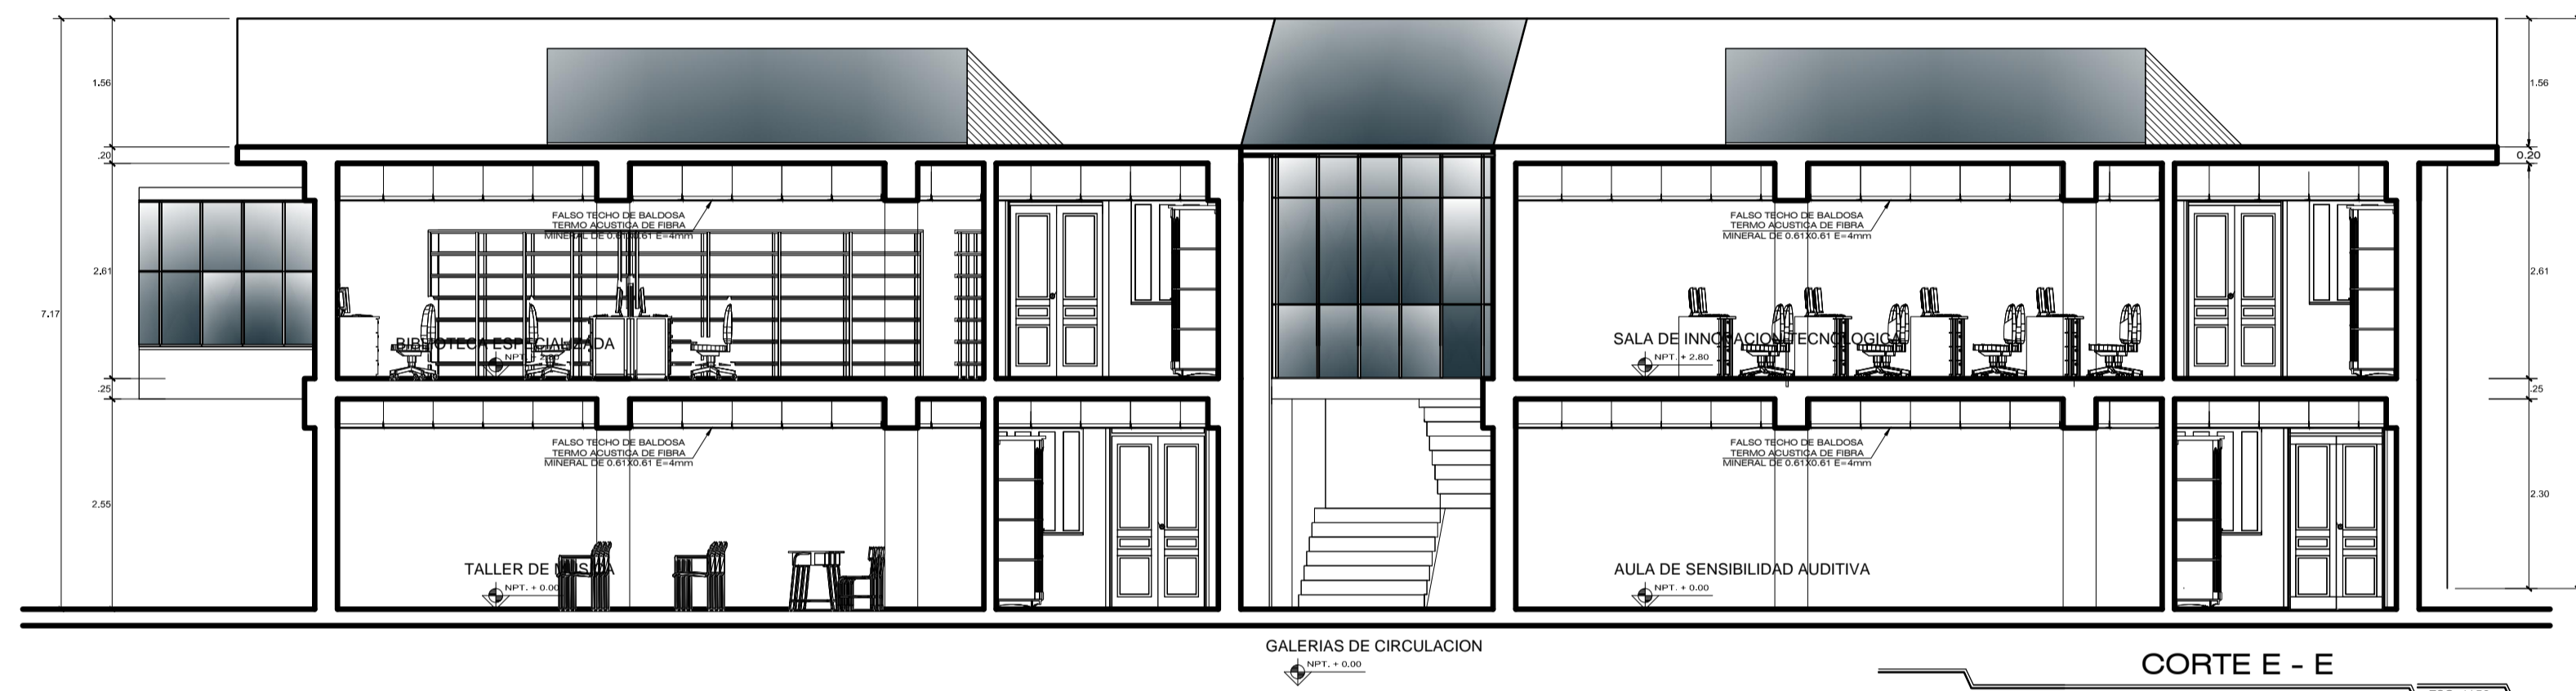 1.56
.20
2.61
7.17
.25
2.55
FALSO TECHO DE BALDOSA
TERMO ACUSTICA DE FIBRA
MINERAL DE 0.61X0.61 E=4mm
BIBLIOTECA ESPECIALIZADA
NPT. + 2.80
FALSO TECHO DE BALDOSA
TERMO ACUSTICA DE FIBRA
MINERAL DE 0.61X0.61 E=4mm
TALLER DE MUSICA
NPT. + 0.00
FALSO TECHO DE BALDOSA
TERMO ACUSTICA DE FIBRA
MINERAL DE 0.61X0.61 E=4mm
SALA DE INNOVACION TECNOLOGICA
NPT. + 2.80
FALSO TECHO DE BALDOSA
TERMO ACUSTICA DE FIBRA
MINERAL DE 0.61X0.61 E=4mm
AULA DE SENSIBILIDAD AUDITIVA
NPT. + 0.00
1.56
0.20
2.61
.25
2.30
GALERIAS DE CIRCULACION
NPT. + 0.00
CORTE E - E